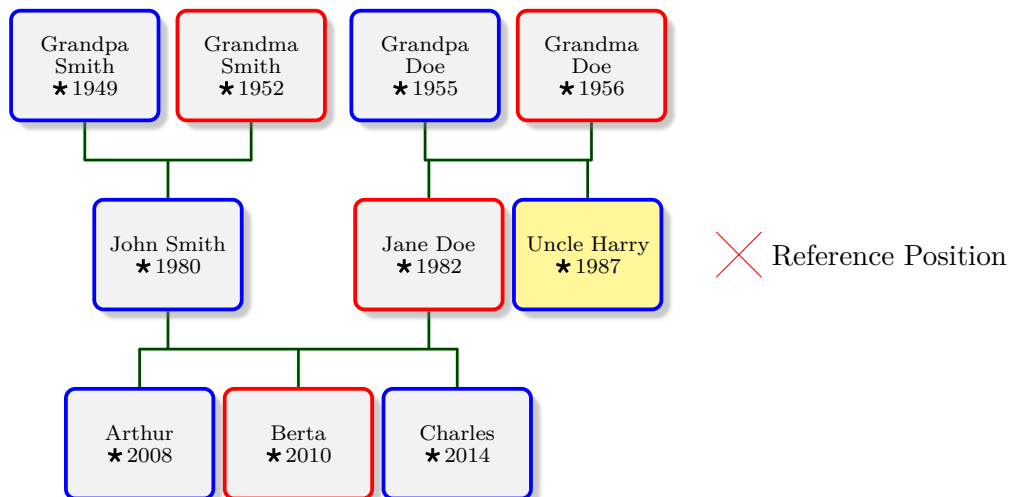 Grandpa
Smith
★1949
Grandma
Smith
★1952
Grandpa
Doe
★1955
Grandma
Doe
★1956
John Smith
★1980
Jane Doe
★1982
Uncle Harry
★1987
Reference Position
Arthur
★2008
Berta
★2010
Charles
★2014